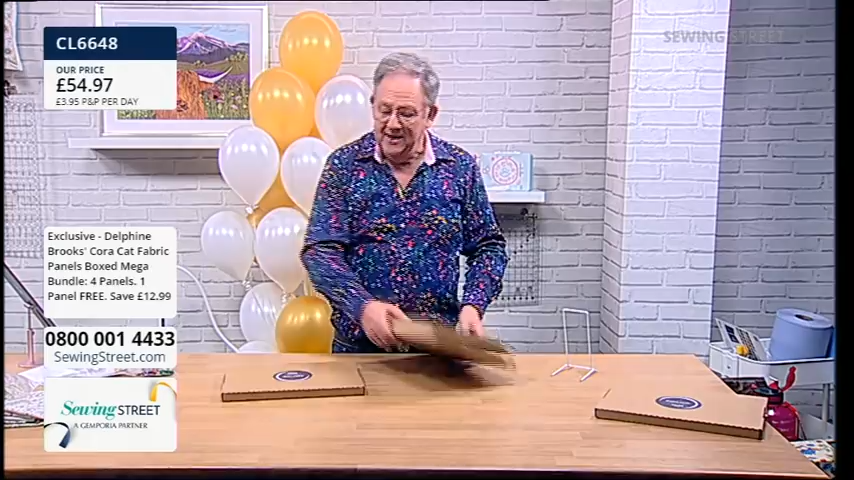 CL6648
OUR PRICE
£54.97
£3.95 P&P PER DAY
SEWING STREET
Exclusive - Delphine
Brooks' Cora Cat Fabric
Panels Boxed Mega
Bundle: 4 Panels. 1
Panel FREE. Save £12.99
0800 001 4433
SewingStreet.com
Sewing STREET
A GEMPORIA PARTNER